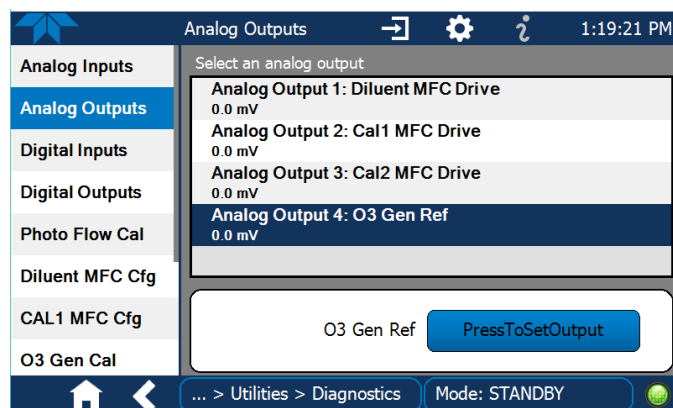 Analog Outputs
1:19:21 PM
Analog Inputs
Analog Outputs
Digital Inputs
Digital Outputs
Photo Flow Cal
Diluent MFC Cfg
CAL1 MFC Cfg
O3 Gen Cal
Select an analog output
Analog Output 1: Diluent MFC Drive
0.0 mV
Analog Output 2: Cal1 MFC Drive
0.0 mV
Analog Output 3: Cal2 MFC Drive
0.0 mV
Analog Output 4: O3 Gen Ref
0.0 mV
O3 Gen Ref
PressToSetOutput
... > Utilities > Diagnostics
Mode: STANDBY